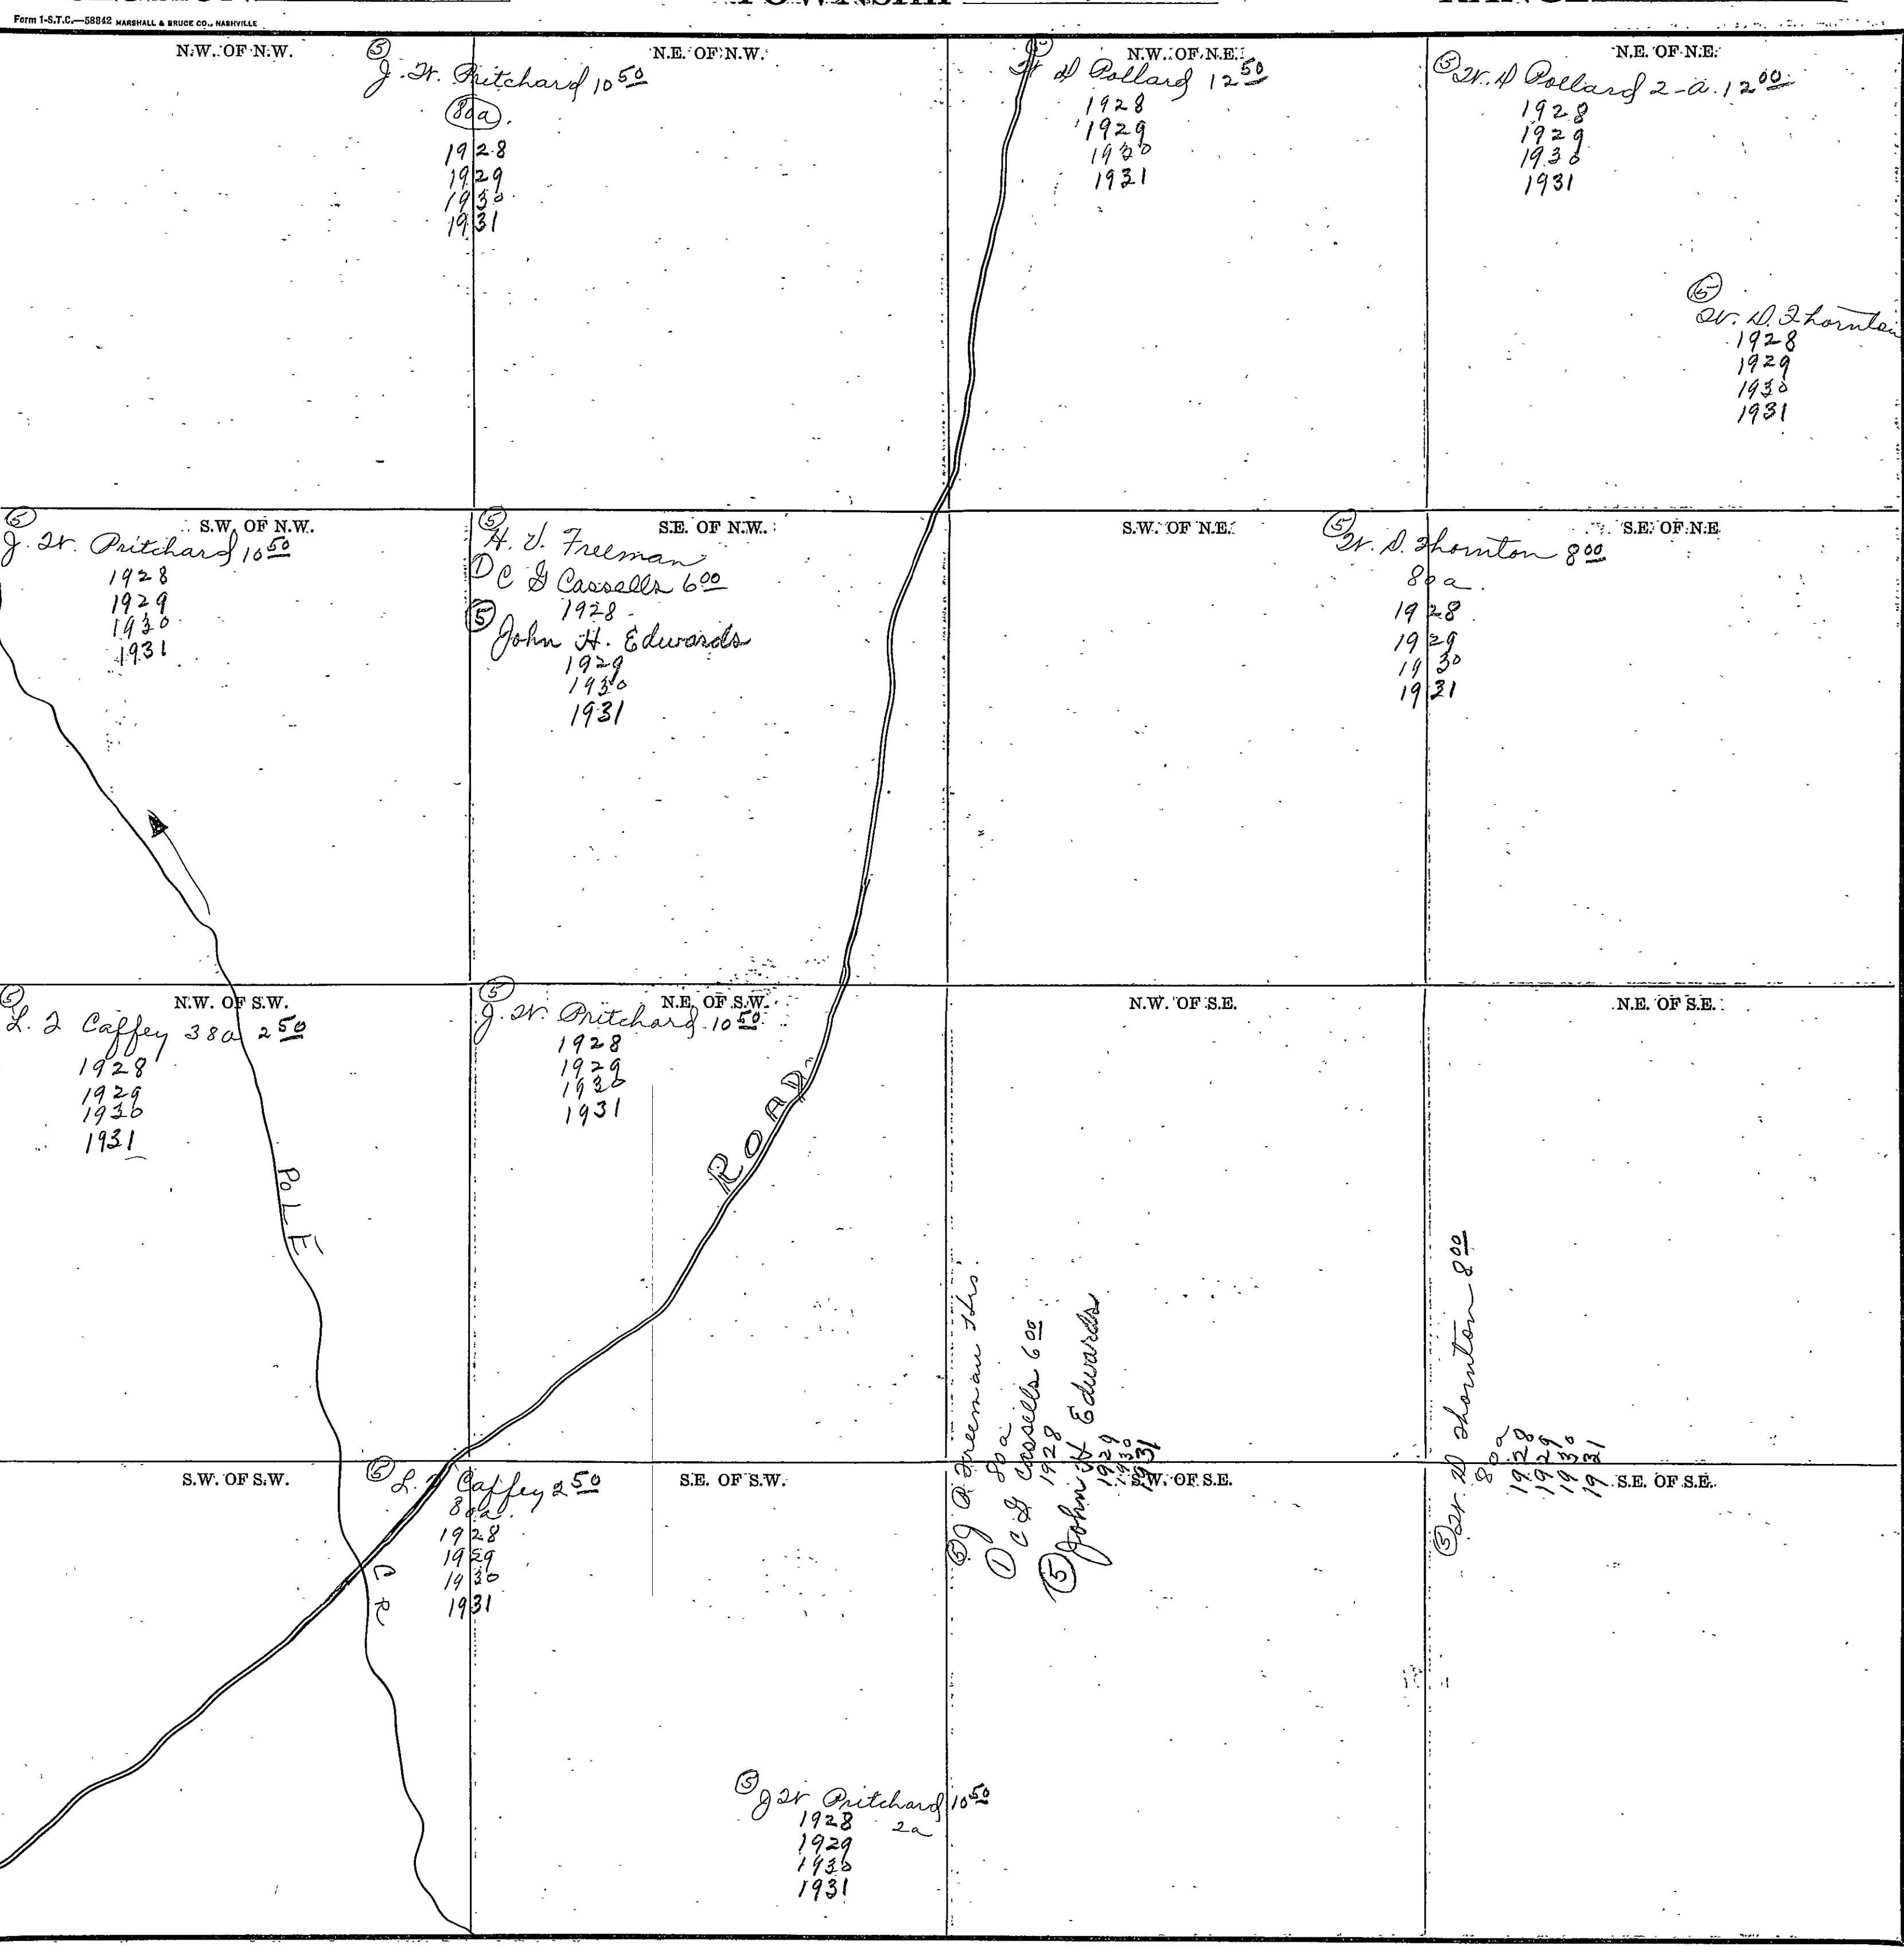 Form 1-S.T.C.—58842 MARSHALL & BRUCE CO., NASHVILLE
N.W. OF N.W.
⑤
J. W. Pritchard 10 50
80a.
1928
1929
1930
1931
N.E. OF N.W.
⑤
N.W. OF N.E.
W D Pollard 12 50
1928
1929
1930
1931
N.E. OF N.E.
⑤ W. D Pollard 2-a. 12 00
1928
1929
1930
1931
⑤
W. D. Thornton
1928
1929
1930
1931
⑤
S.W. OF N.W.
J. W. Pritchard 10 50
1928
1929
1930
1931
⑤
S.E. OF N.W.
H. J. Freeman
① C G Cassells 6 00
1928
⑤
John H. Edwards
1929
1930
1931
S.W. OF N.E.
⑤
S.E. OF N.E
W. D. Thornton 8 00
80a
1928
1929
1930
1931
⑤
N.W. OF S.W.
L. J Caffey 38a 2 50
1928
1929
1930
1931
POLE
⑤
N.E. OF S.W.
J. W. Pritchard 10 50
1928
1929
1930
1931
ROAD
N.W. OF S.E.
N.E. OF S.E.
S.W. OF S.W.
⑤ L. J Caffey 2 50
80a
1928
1929
1930
1931
CR
S.E. OF S.W.
⑤ J W Pritchard 10 50
1928 2a
1929
1930
1931
⑤ J A Freeman Hrs.
80a
① C G Cassells 6 00
1928
⑤ John H Edwards
1929
1930
1931
S.W. OF S.E.
⑤ W. D Thornton 8 00
80a
1928
1929
1930
1931
S.E. OF S.E.